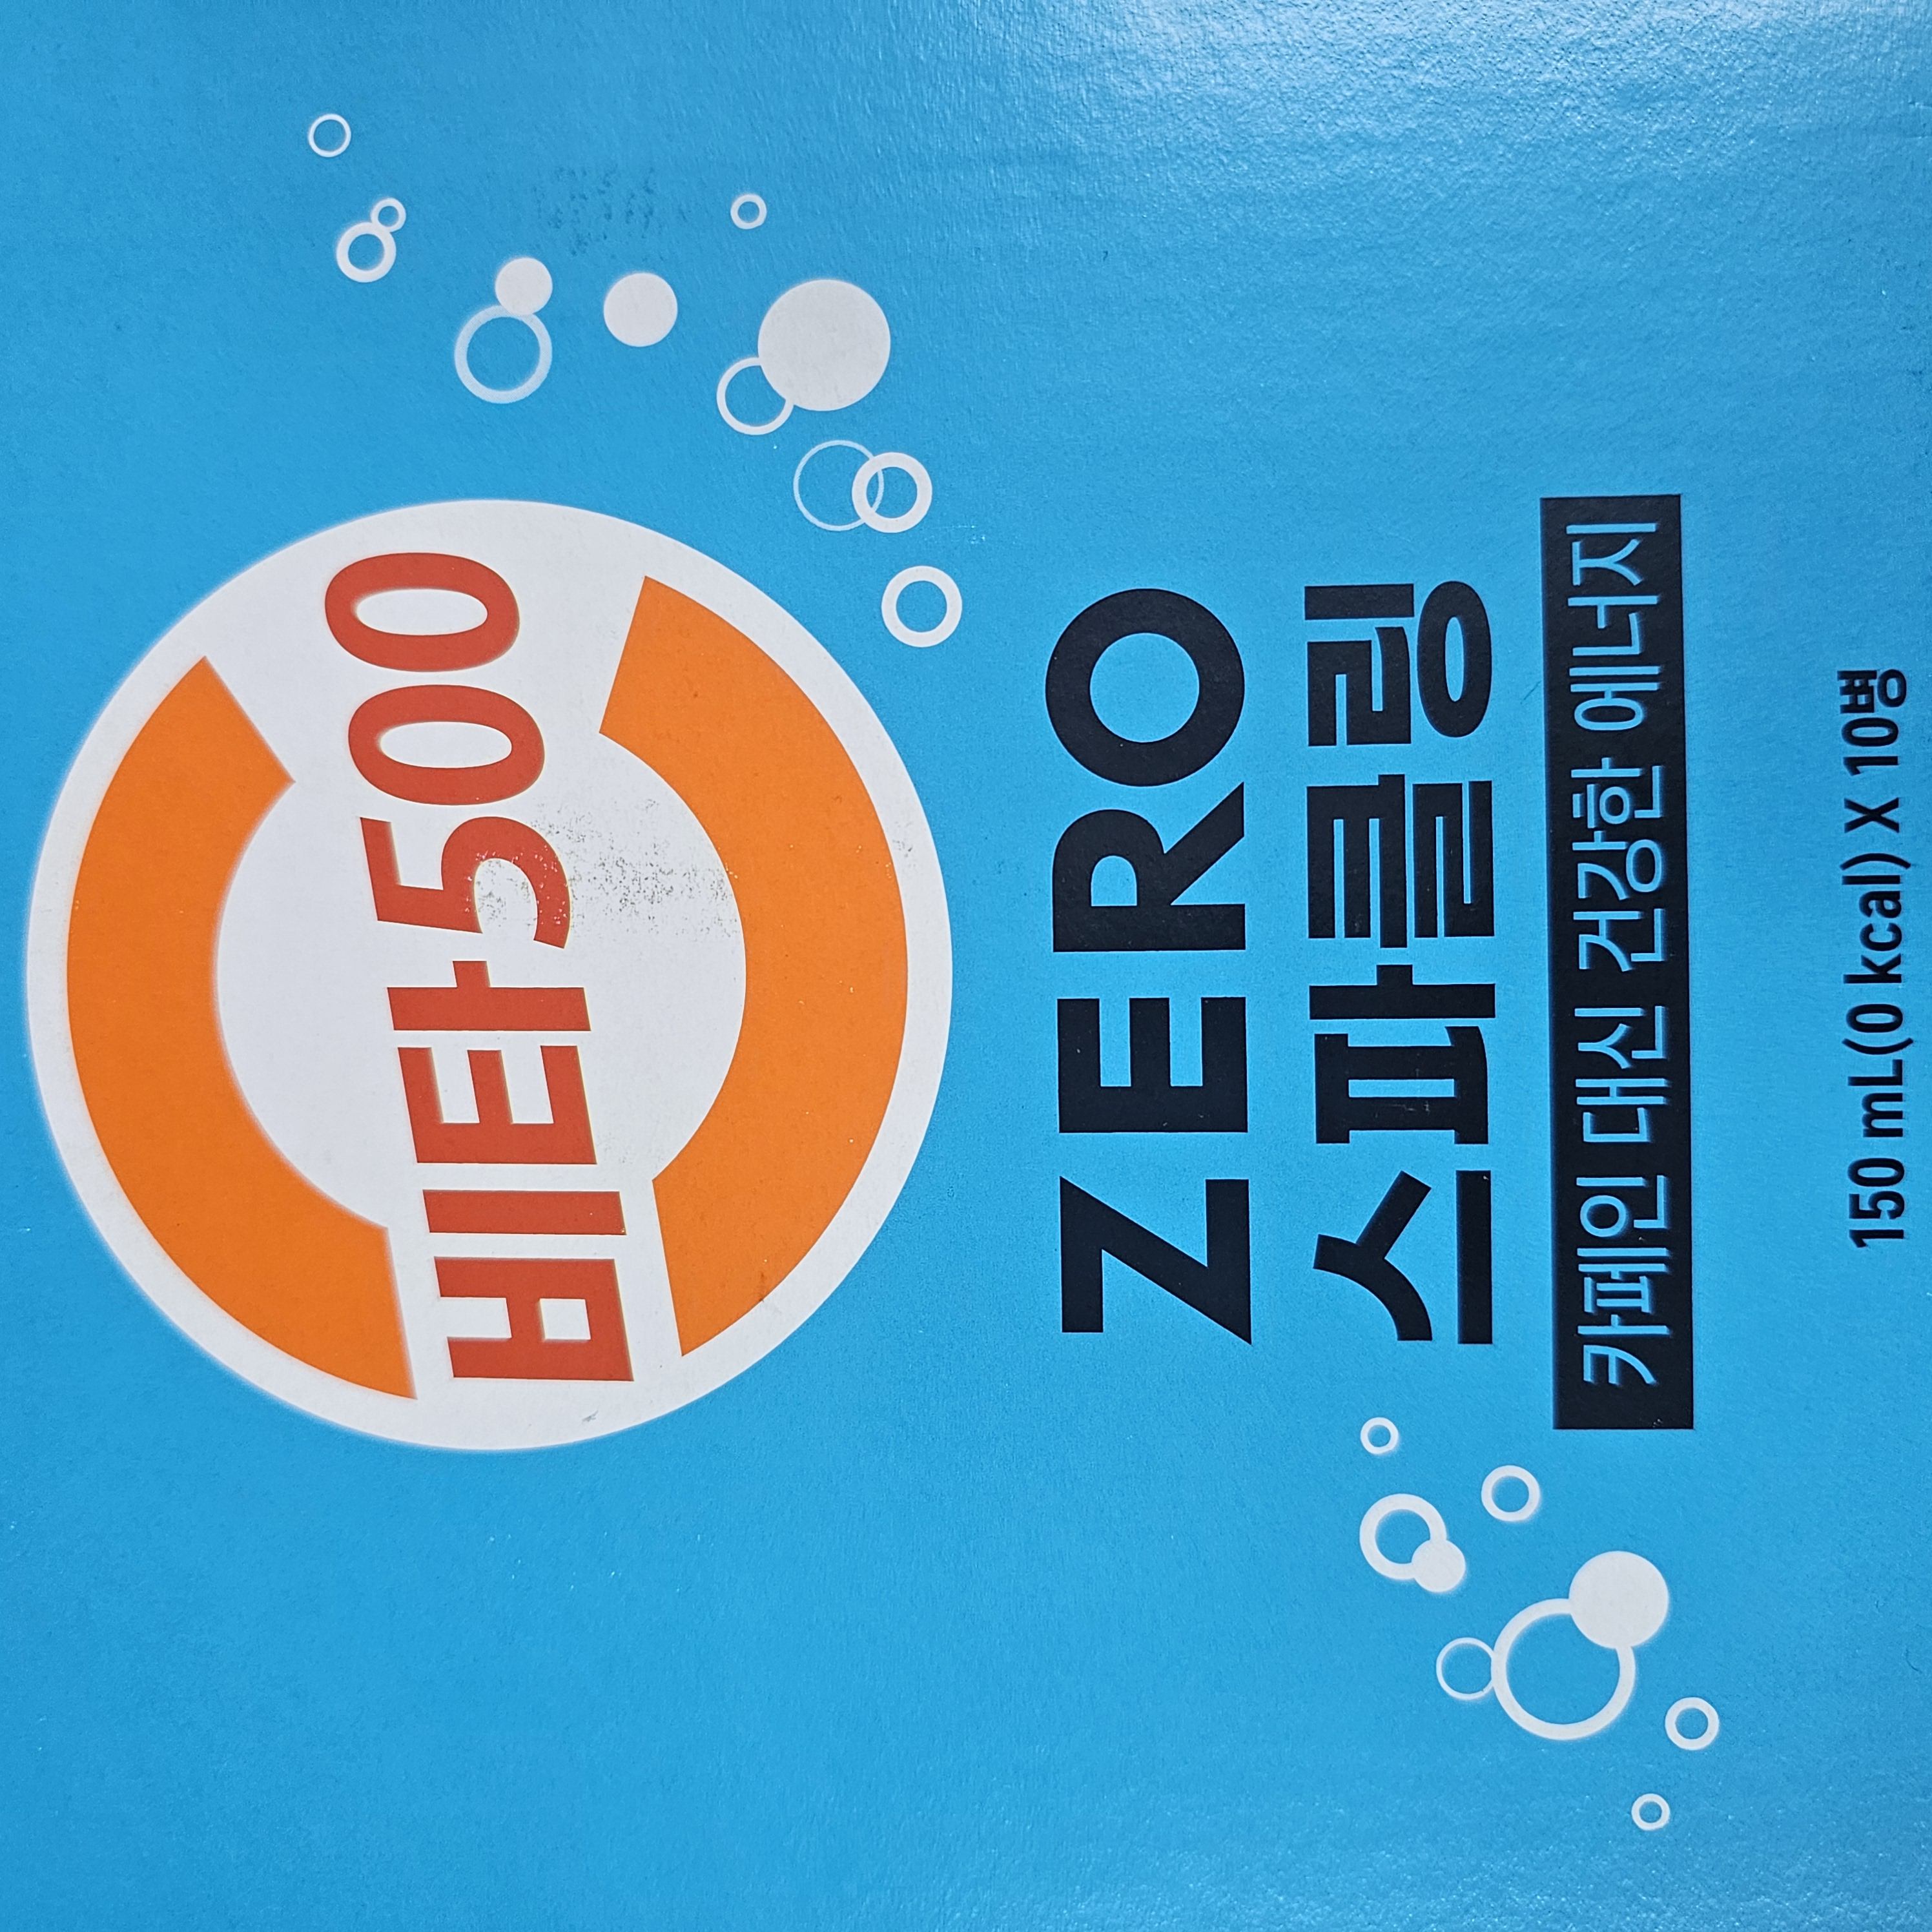 비타500
ZERO
스파클링
카페인 대신 건강한 에너지
150 mL(0 kcal) X 10병